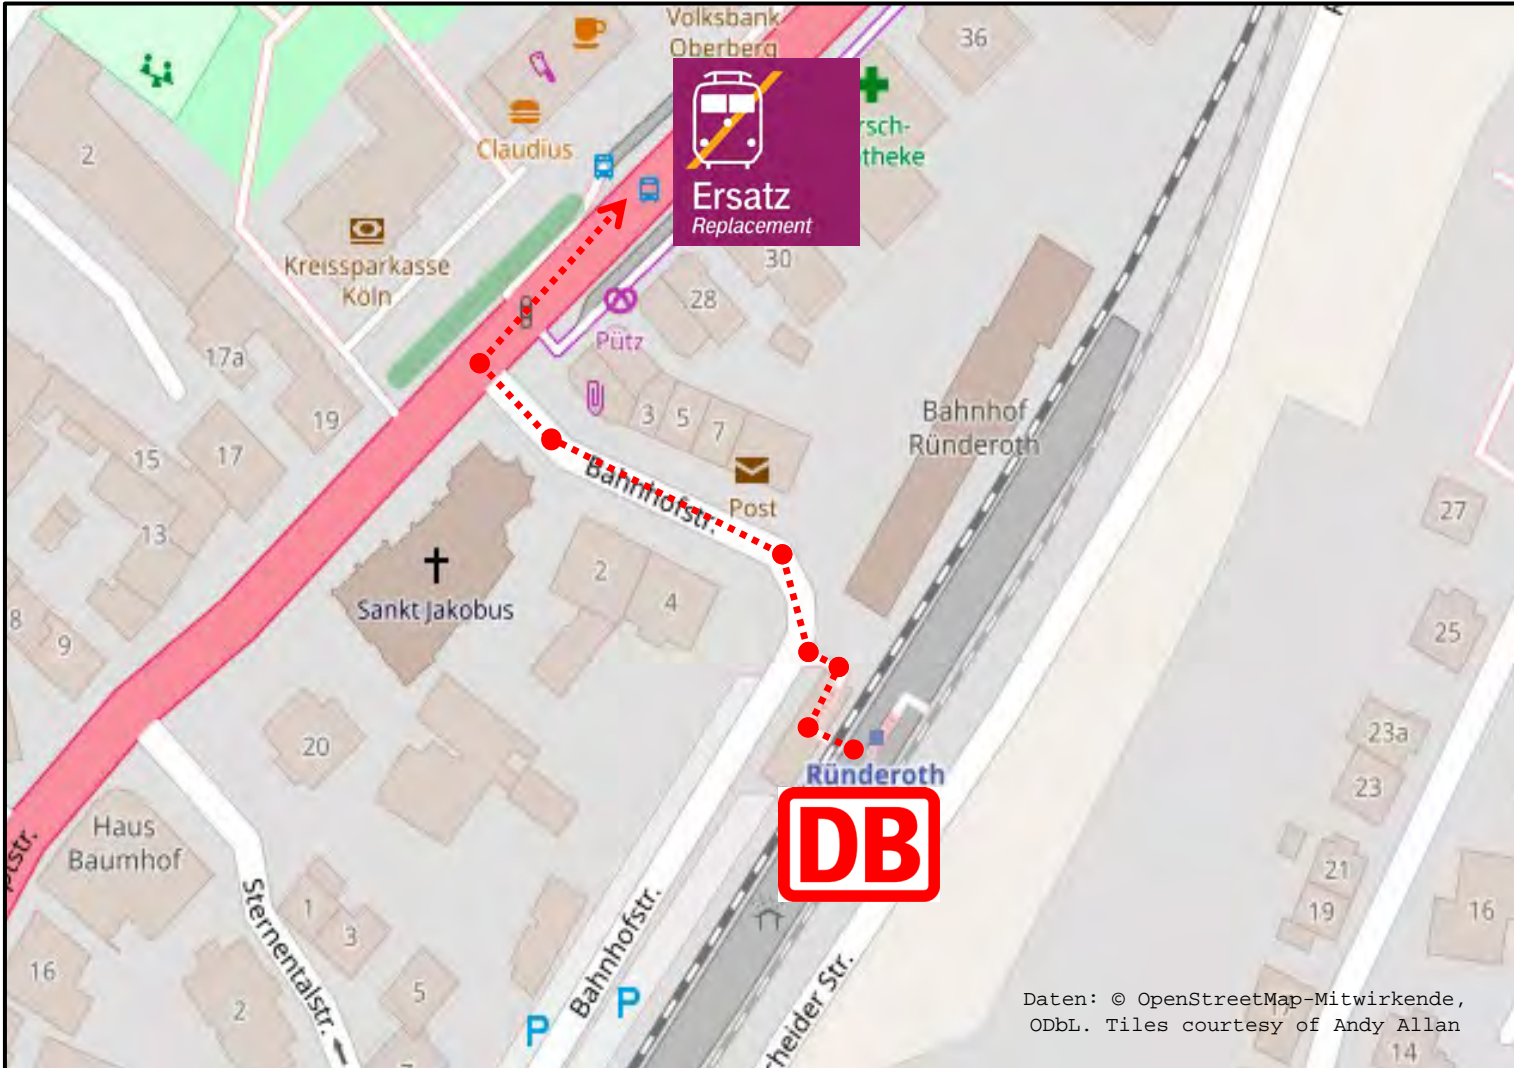 Volksbank
Oberberg
36
2
Claudius
rsch-
theke
Ersatz
Replacement
Kreissparkasse
Köln
30
28
Pütz
17a
19
3
5
7
Bahnhof
Ründeroth
15
17
Bahnhofstr.
Post
13
27
2
4
Sankt Jakobus
8
9
25
20
23a
Ründeroth
23
DB
Haus
Baumhof
21
1
3
19
16
Sternentalstr.
Bahnhofstr.
16
5
2
P
P
cheider Str.
Daten: © OpenStreetMap-Mitwirkende,
ODbL. Tiles courtesy of Andy Allan
14